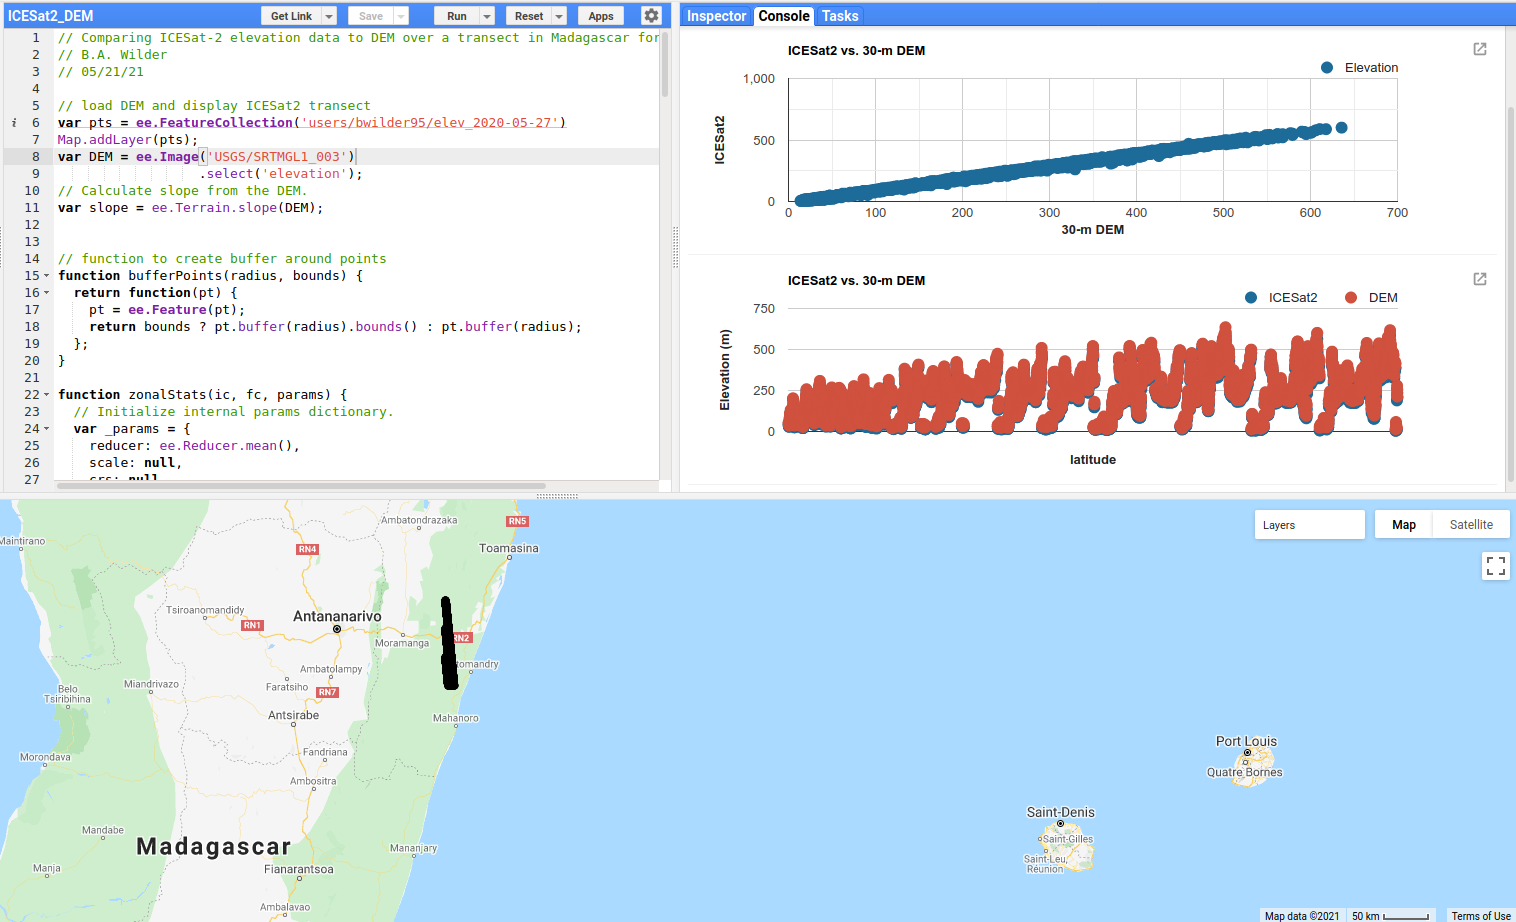 ICESat2_DEM
Get Link
Save
Run
Reset
Apps
1 // Comparing ICESat-2 elevation data to DEM over a transect in Madagascar for
2 // B.A. Wilder
3 // 05/21/21
4
5 // load DEM and display ICESat2 transect
i 6 var pts = ee.FeatureCollection('users/bwilder95/elev_2020-05-27')
7 Map.addLayer(pts);
8 var DEM = ee.Image('USGS/SRTMGL1_003')
9 .select('elevation');
10 // Calculate slope from the DEM.
11 var slope = ee.Terrain.slope(DEM);
12
13
14 // function to create buffer around points
15 function bufferPoints(radius, bounds) {
16 return function(pt) {
17 pt = ee.Feature(pt);
18 return bounds ? pt.buffer(radius).bounds() : pt.buffer(radius);
19 };
20 }
21
22 function zonalStats(ic, fc, params) {
23 // Initialize internal params dictionary.
24 var _params = {
25 reducer: ee.Reducer.mean(),
26 scale: null,
27 crs: null
Inspector Console Tasks
ICESat2 vs. 30-m DEM
Elevation
1,000
500
0
ICESat2
0 100 200 300 400 500 600 700
30-m DEM
ICESat2 vs. 30-m DEM
ICESat2 DEM
750
500
250
0
Elevation (m)
latitude
Layers
Map Satellite
Ambatondrazaka
RN5
Maintirano
RN4
Toamasina
Tsiroanomandidy
Antananarivo
RN1
RN2
Moramanga
tomandry
Ambatolampy
Faratsiho
RN7
Miandrivazo
Belo
Tsiribihina
Antsirabe
Mahanoro
Fandriana
Morondava
Ambositra
Port Louis
Quatre Bornes
Saint-Denis
Saint-Gilles
Saint-Leu,
Réunion
Mandabe
Madagascar
Mananjary
Manja
Fianarantsoa
Ambalavao
Map data ©2021
50 km
Terms of Use